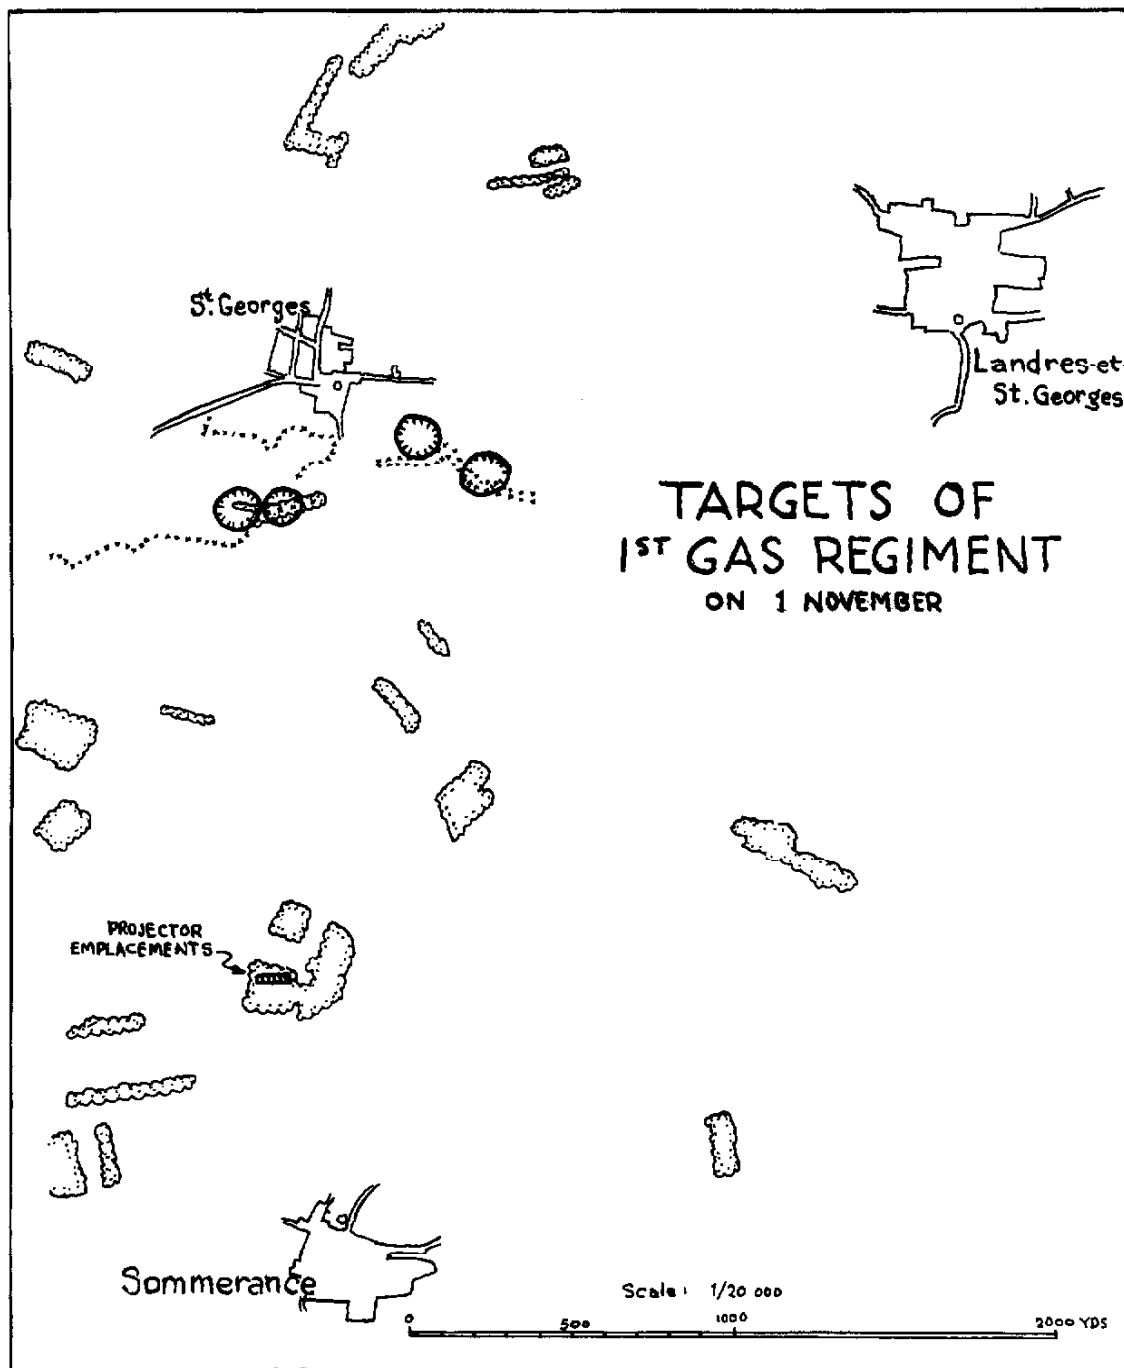 St. Georges
Landres-et-
St. Georges
TARGETS OF
1ST GAS REGIMENT
ON 1 NOVEMBER
PROJECTOR
EMPLACEMENTS
Sommerance
Scale: 1/20 000
0 500 1000 2000 YDS